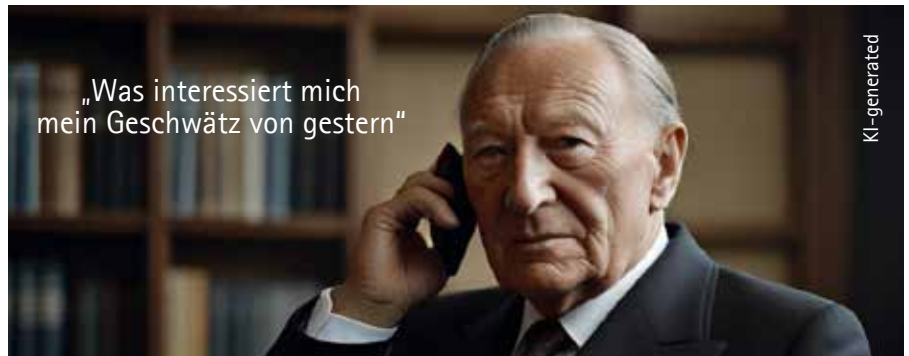 „Was interessiert mich
mein Geschwätz von gestern“
KI-generated